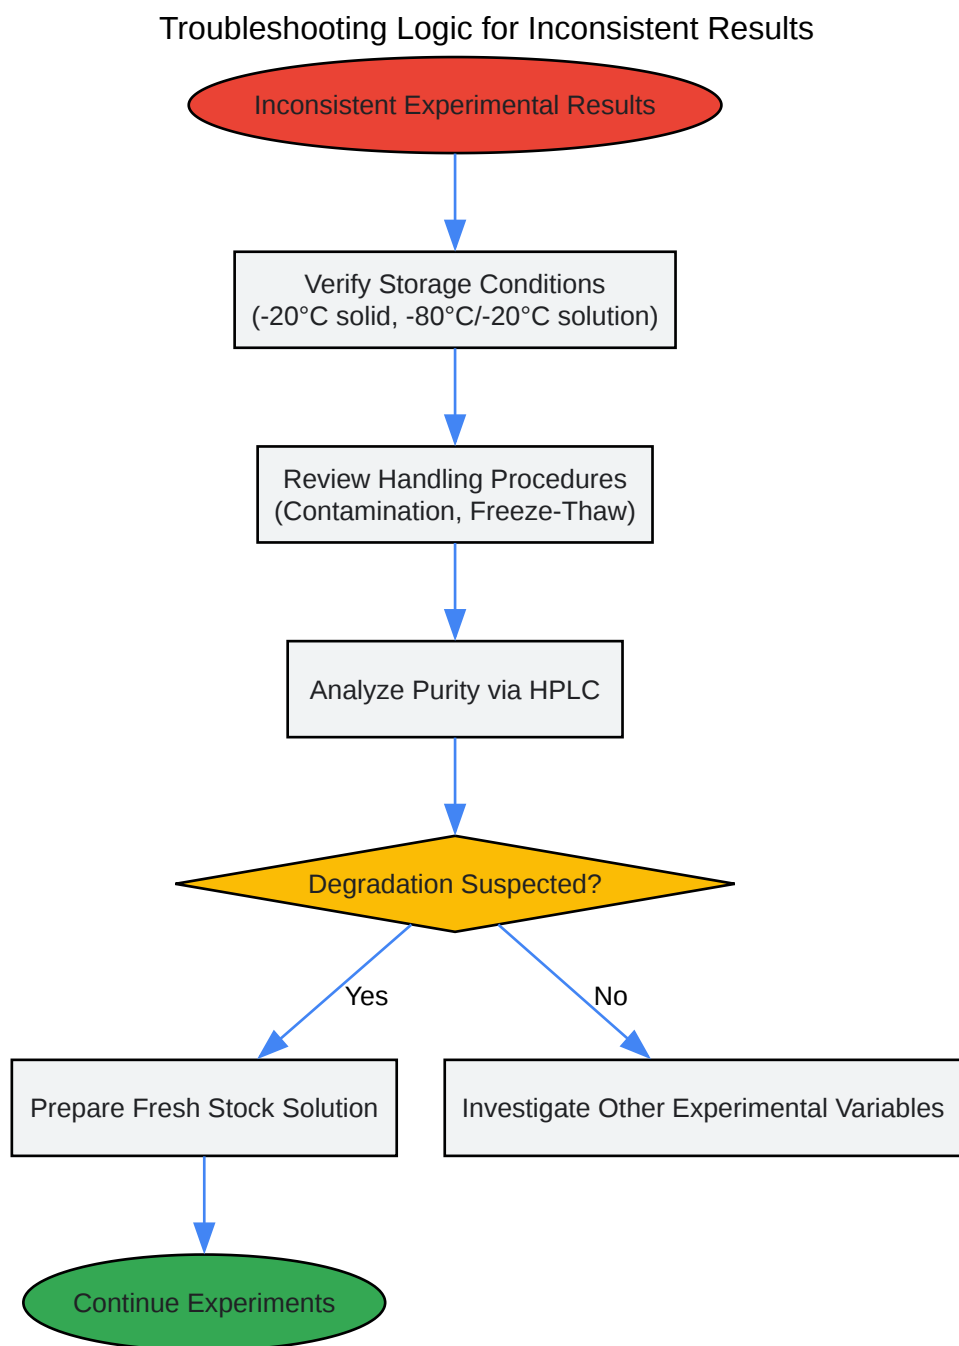 Troubleshooting Logic for Inconsistent Results
Inconsistent Experimental Results
Verify Storage Conditions
(-20°C solid, -80°C/-20°C solution)
Review Handling Procedures
(Contamination, Freeze-Thaw)
Analyze Purity via HPLC
Degradation Suspected?
Yes
No
Prepare Fresh Stock Solution
Investigate Other Experimental Variables
Continue Experiments